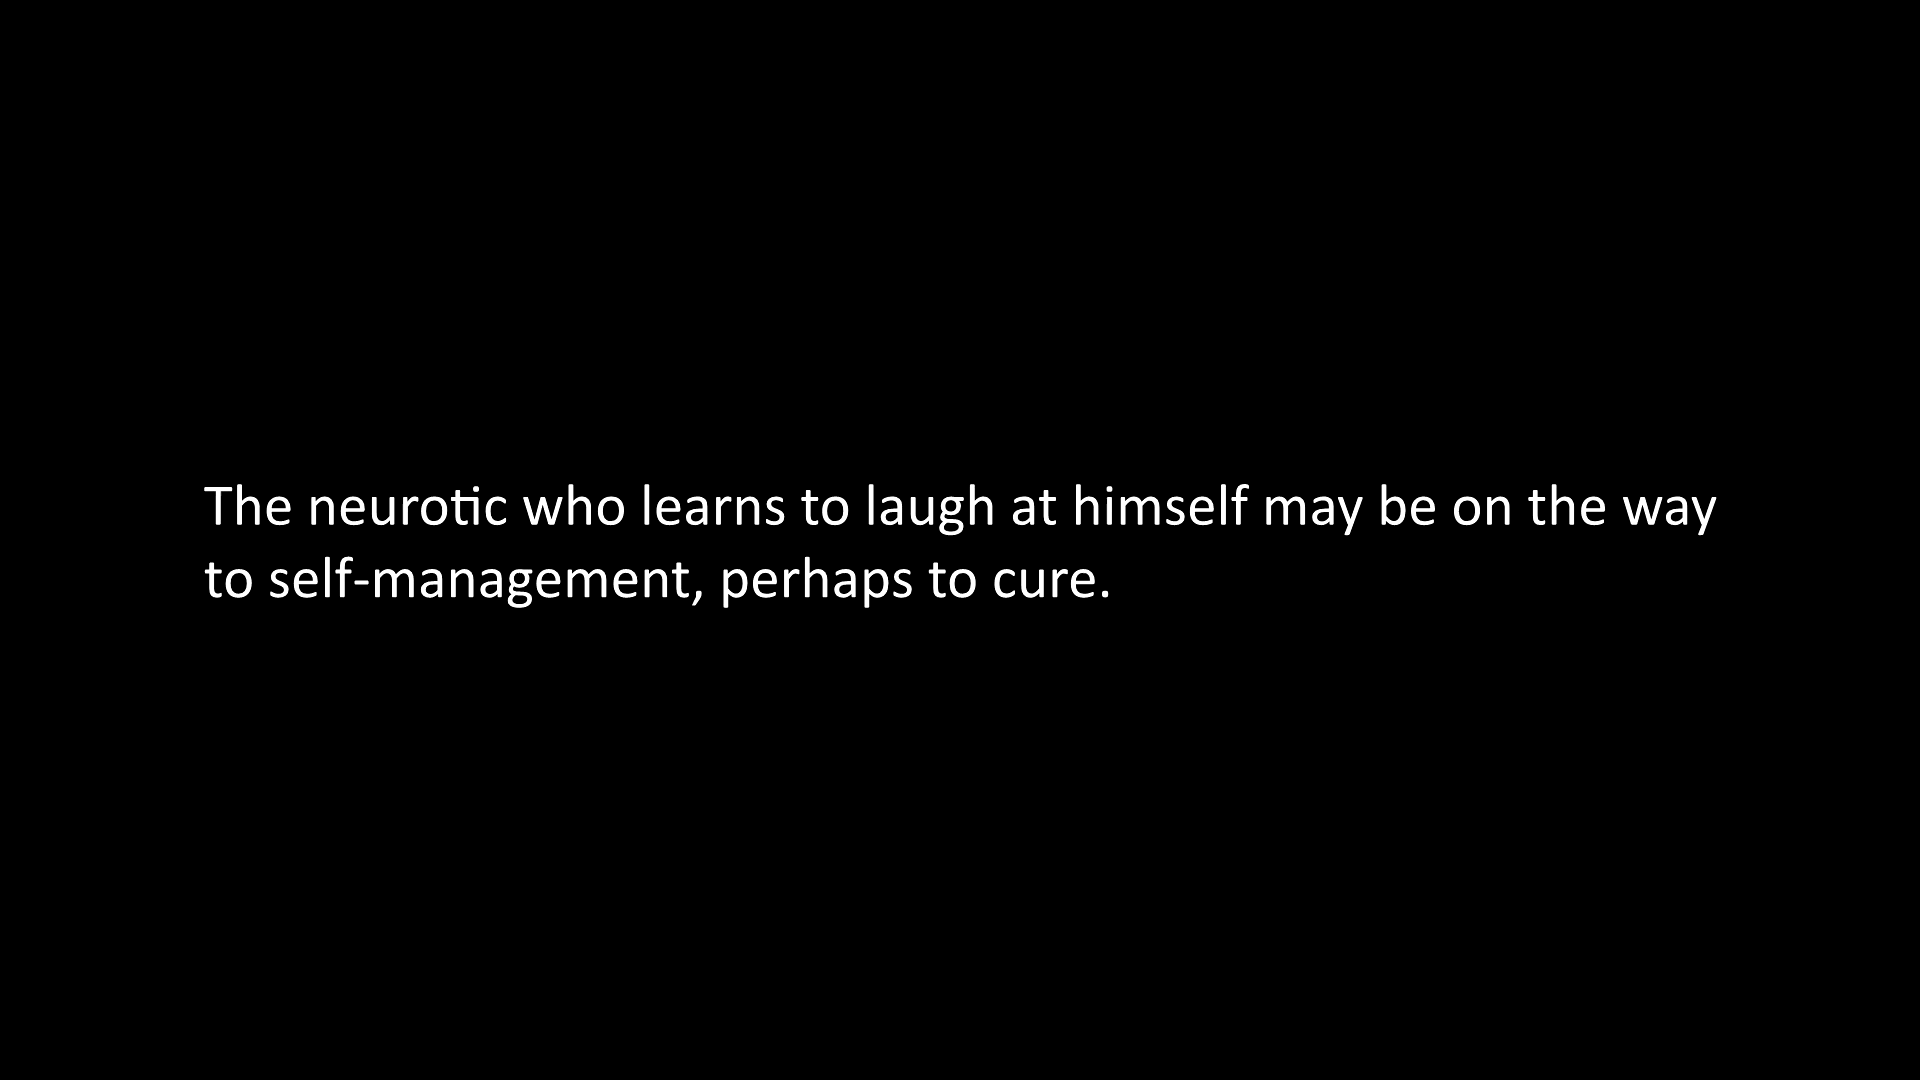 The neurotic who learns to laugh at himself may be on the way
to self-management, perhaps to cure.